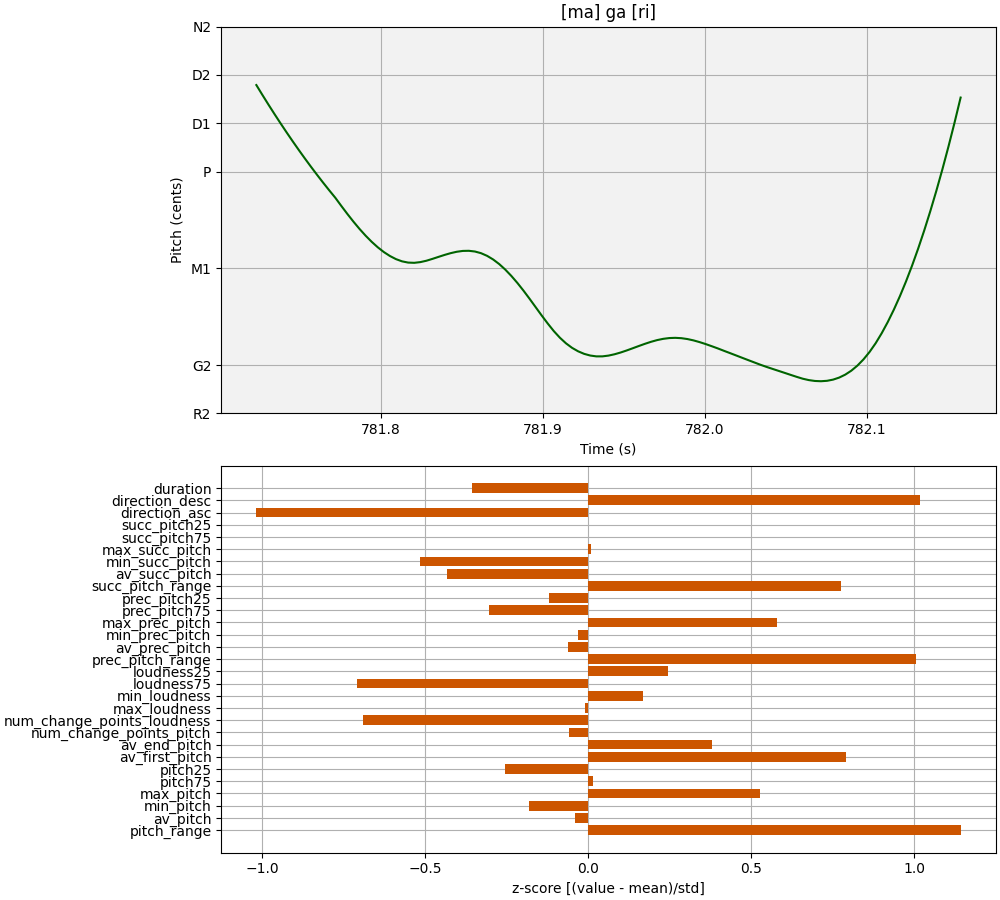 [ma] ga [ri]
N2
D2
D1
P
M1
G2
R2
Pitch (cents)
781.8 781.9 782.0 782.1
Time (s)
duration
direction_desc
direction_asc
succ_pitch25
succ_pitch75
max_succ_pitch
min_succ_pitch
av_succ_pitch
succ_pitch_range
prec_pitch25
prec_pitch75
max_prec_pitch
min_prec_pitch
av_prec_pitch
prec_pitch_range
loudness25
loudness75
min_loudness
max_loudness
num_change_points_loudness
num_change_points_pitch
av_end_pitch
av_first_pitch
pitch25
pitch75
max_pitch
min_pitch
av_pitch
pitch_range
−1.0 −0.5 0.0 0.5 1.0
z-score [(value - mean)/std]